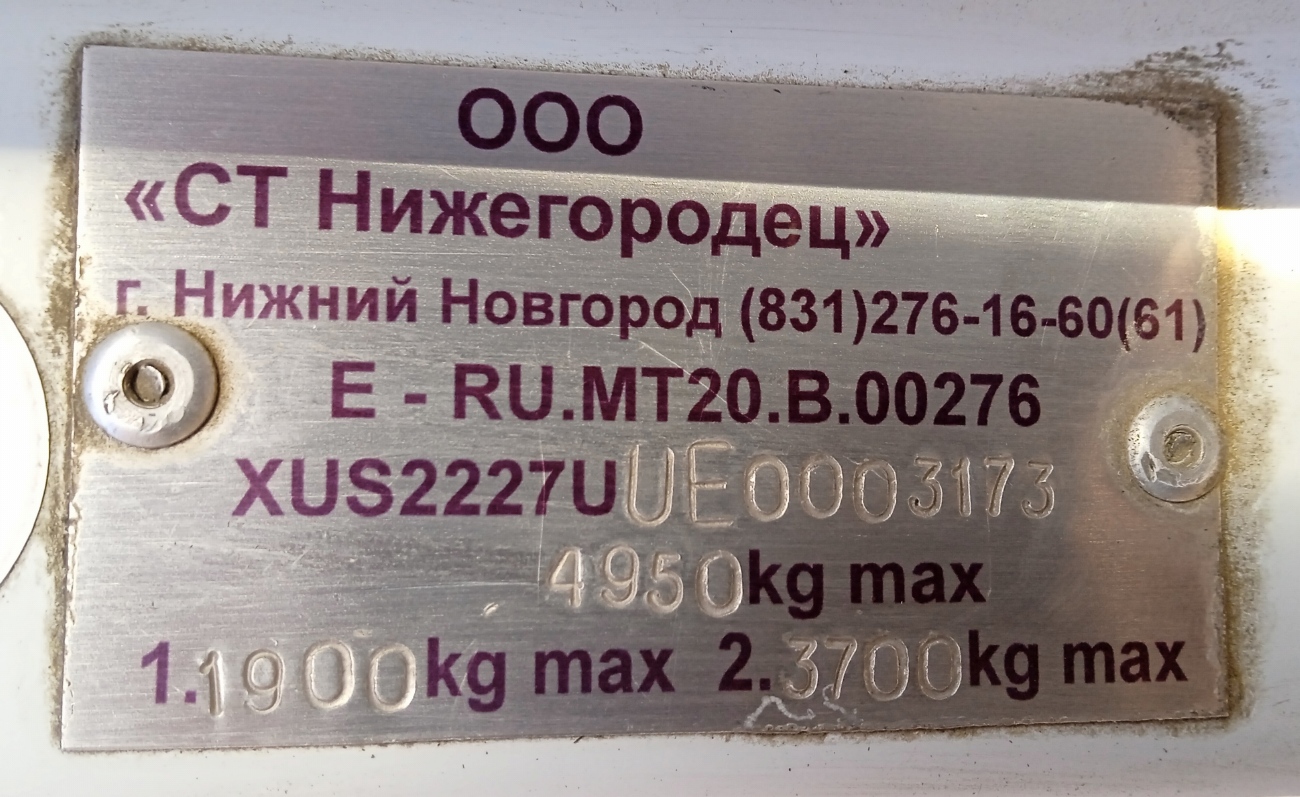 ООО
«СТ Нижегородец»
г. Нижний Новгород (831)276-16-60(61)
E - RU.MT20.B.00276
XUS2227UUE0003173
4950kg max
1.1900kg max 2.3700kg max